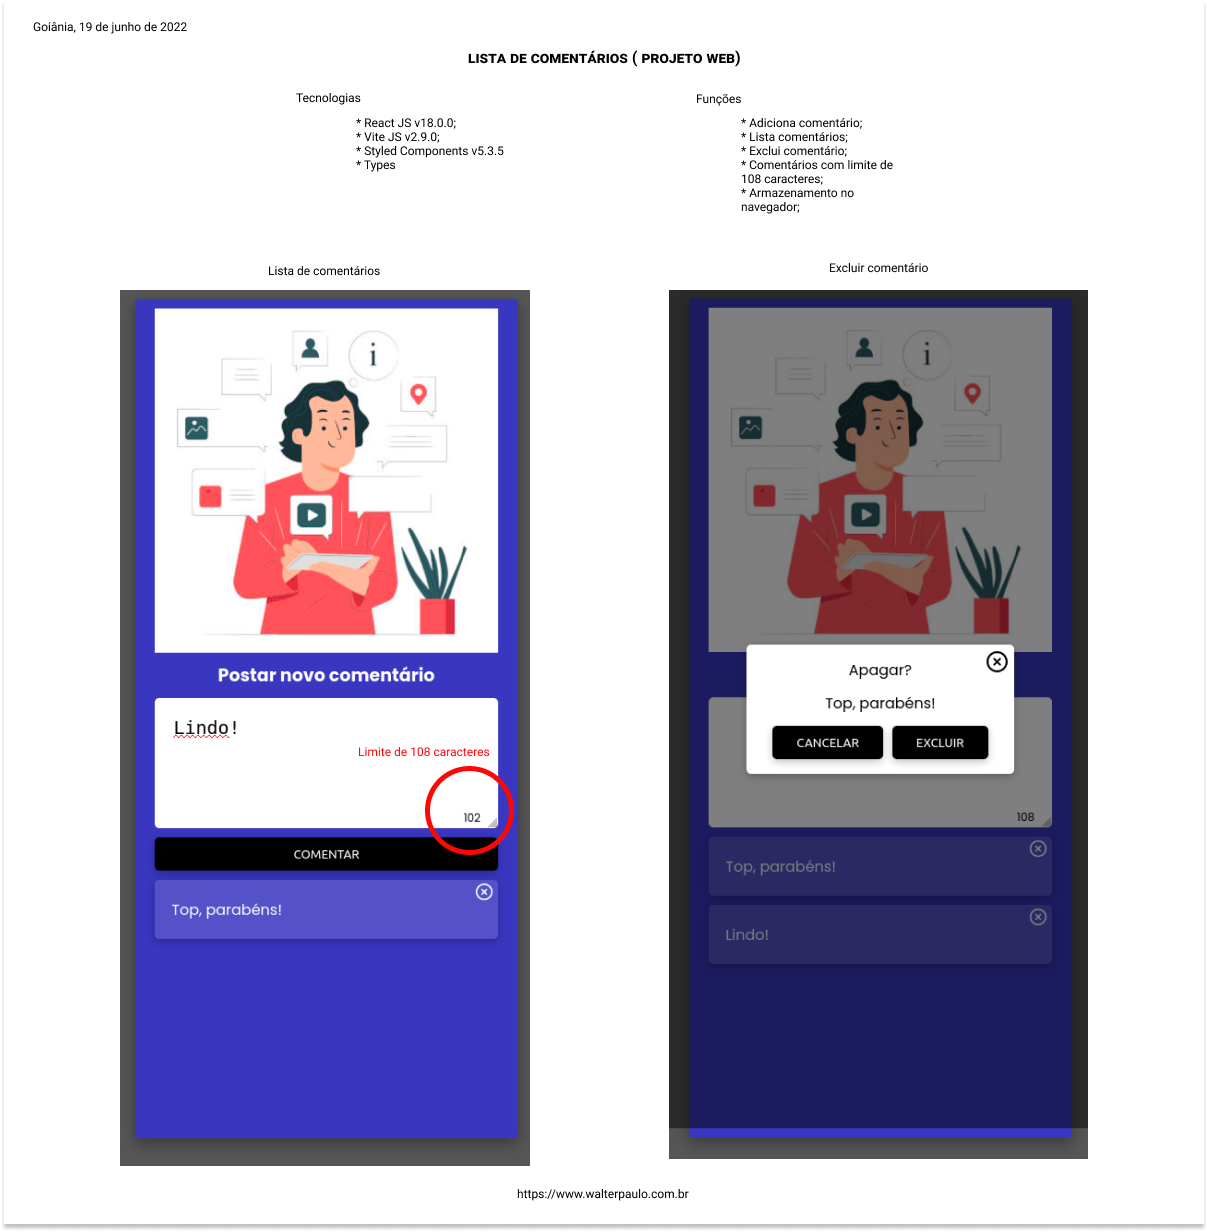 Goiânia, 19 de junho de 2022
LISTA DE COMENTÁRIOS ( PROJETO WEB)
Tecnologias
* React JS v18.0.0;
* Vite JS v2.9.0;
* Styled Components v5.3.5
* Types
Funções
* Adiciona comentário;
* Lista comentários;
* Exclui comentário;
* Comentários com limite de
108 caracteres;
* Armazenamento no
navegador;
Lista de comentários
i
Postar novo comentário
Lindo!
Limite de 108 caracteres
102
COMENTAR
Top, parabéns!
Excluir comentário
i
Apagar?
Top, parabéns!
CANCELAR
EXCLUIR
108
Top, parabéns!
Lindo!
https://www.walterpaulo.com.br